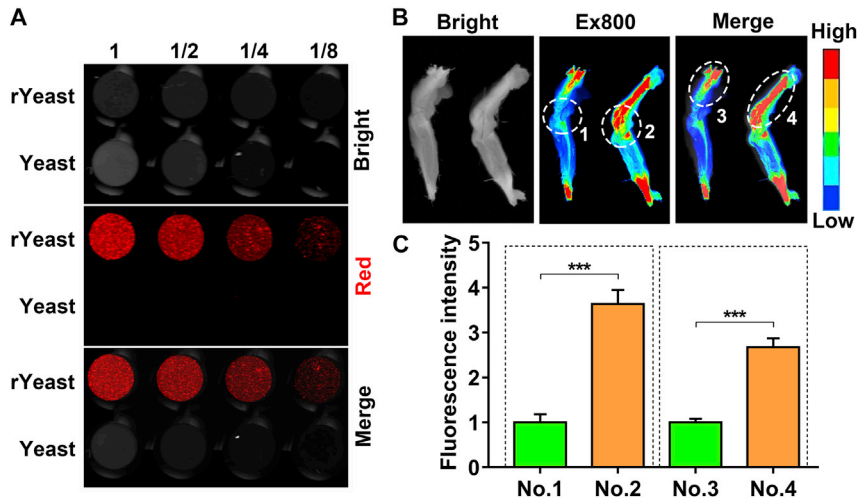 A
1 1/2 1/4 1/8
rYeast
Yeast
Bright
rYeast
Yeast
Red
rYeast
Yeast
Merge
B
Bright Ex800 Merge
High
Low
1
2
3
4
C
Fluorescence intensity
5
4
3
2
1
0
***
***
No.1 No.2 No.3 No.4